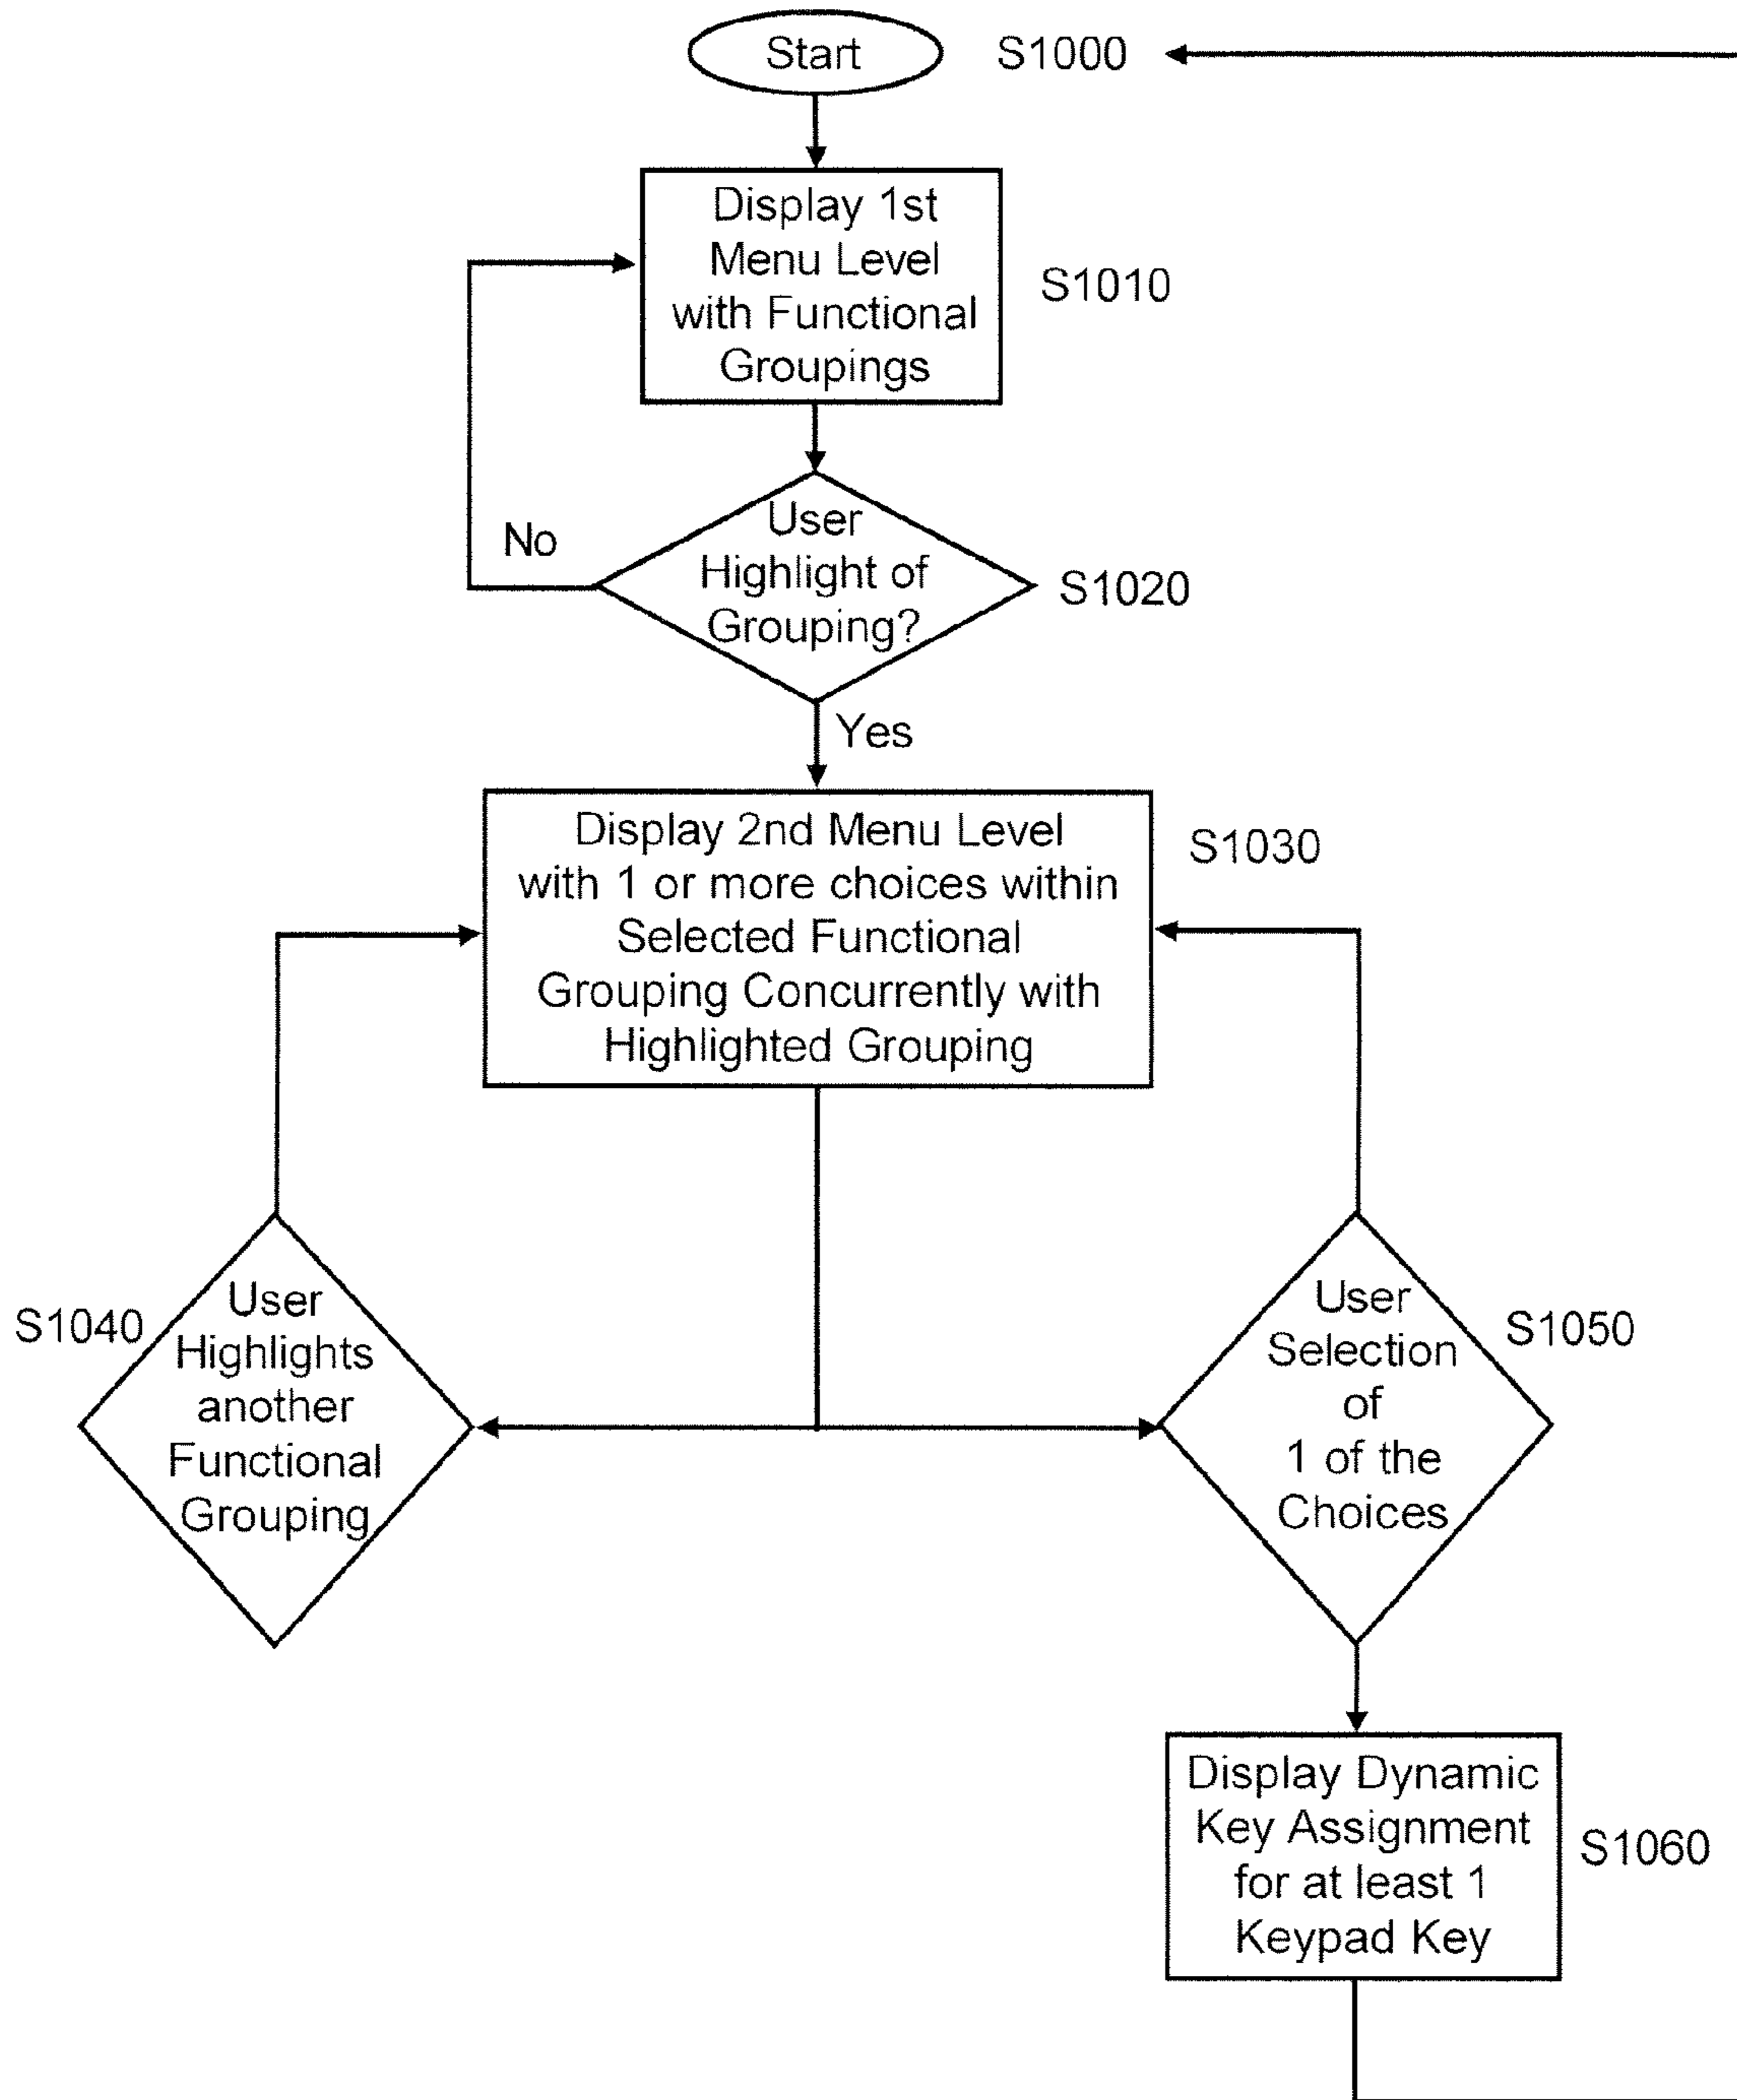 Start
S1000
Display 1st
Menu Level
with Functional
Groupings
S1010
User
Highlight of
Grouping?
S1020
No
Yes
Display 2nd Menu Level
with 1 or more choices within
Selected Functional
Grouping Concurrently with
Highlighted Grouping
S1030
S1040
User
Highlights
another
Functional
Grouping
User
Selection
of
1 of the
Choices
S1050
Display Dynamic
Key Assignment
for at least 1
Keypad Key
S1060